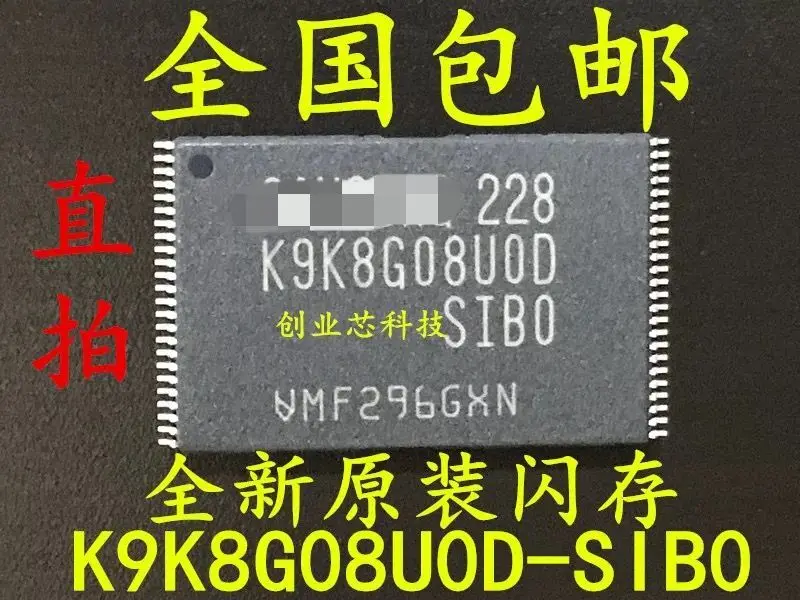 全国包邮
直拍
228
K9K8G08U0D
创业芯科技
SIB0
VMF296GXN
全新原装闪存
K9K8G08U0D-SIB0